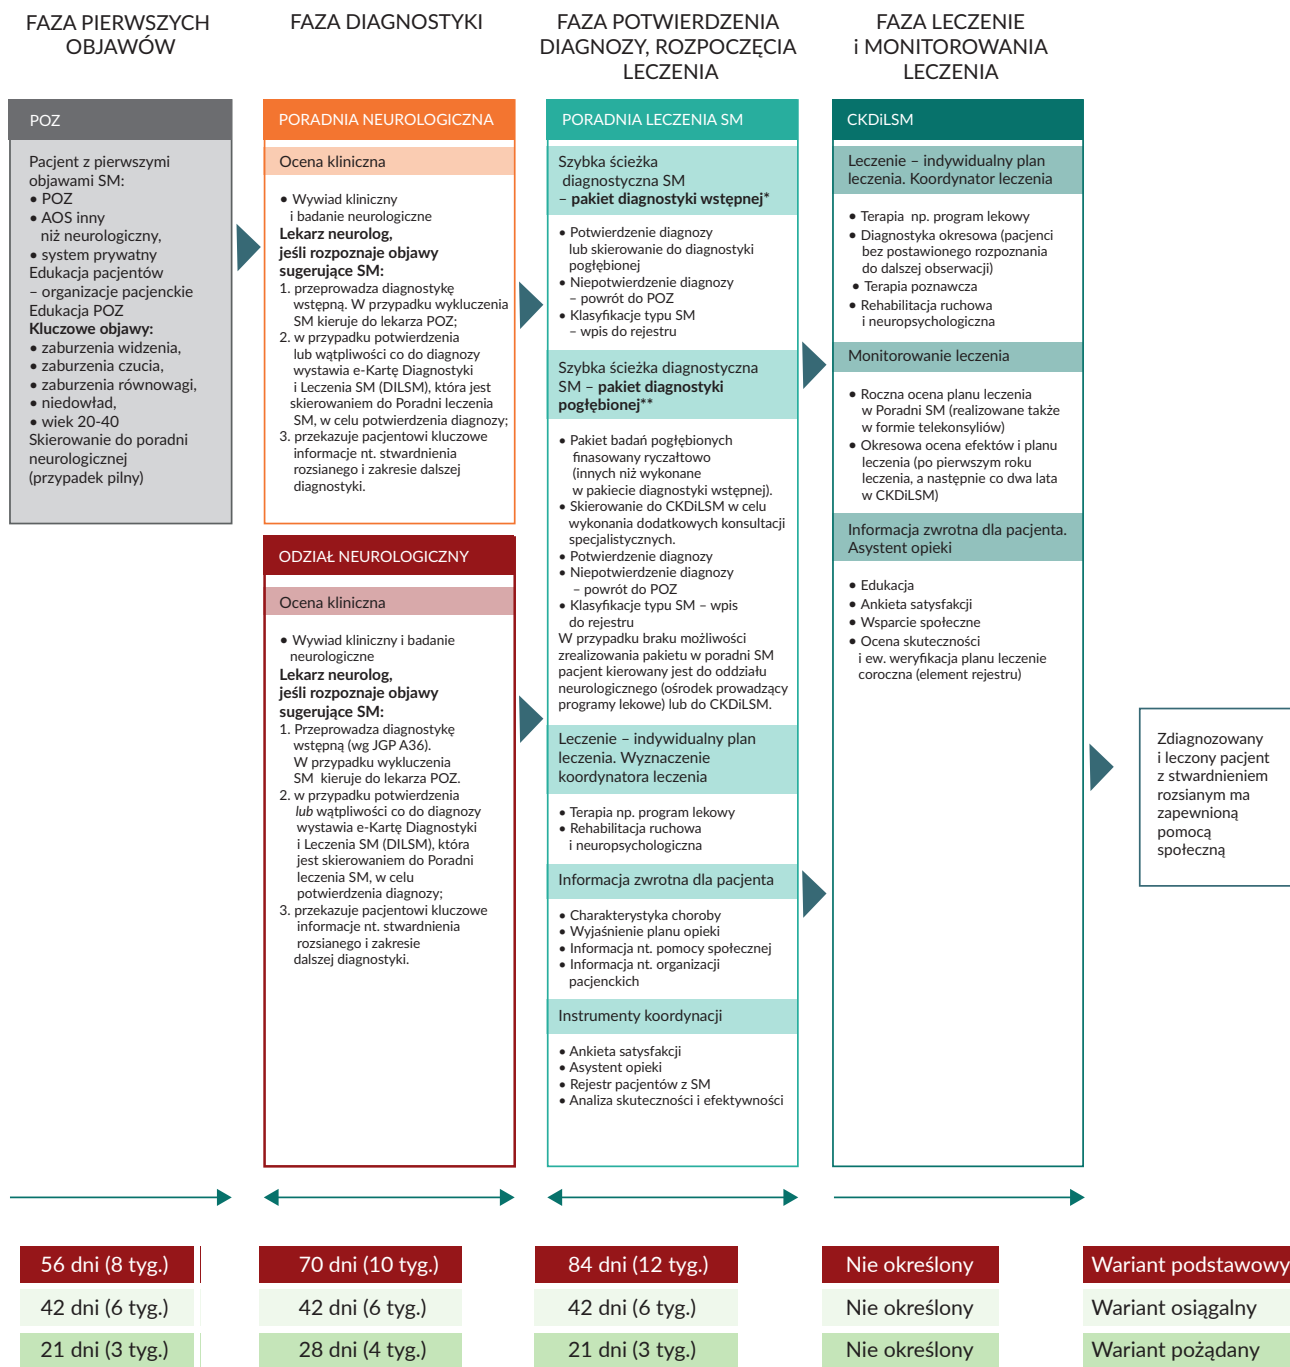 FAZA PIERWSZYCH
OBJAWÓW
FAZA DIAGNOSTYKI
FAZA POTWIERDZENIA
DIAGNOZY, ROZPOCZĘCIA
LECZENIA
FAZA LECZENIE
i MONITOROWANIA
LECZENIA
POZ
Pacjent z pierwszymi
objawami SM:
• POZ
• AOS inny
niż neurologiczny,
• system prywatny
Edukacja pacjentów
– organizacje pacjenckie
Edukacja POZ
Kluczowe objawy:
• zaburzenia widzenia,
• zaburzenia czucia,
• zaburzenia równowagi,
• niedowład,
• wiek 20-40
Skierowanie do poradni
neurologicznej
(przypadek pilny)
PORADNIA NEUROLOGICZNA
Ocena kliniczna
• Wywiad kliniczny
i badanie neurologiczne
Lekarz neurolog,
jeśli rozpoznaje objawy
sugerujące SM:
1. przeprowadza diagnostykę
wstępną. W przypadku wykluczenia
SM kieruje do lekarza POZ;
2. w przypadku potwierdzenia
lub wątpliwości co do diagnozy
wystawia e-Kartę Diagnostyki
i Leczenia SM (DILSM), która jest
skierowaniem do Poradni leczenia
SM, w celu potwierdzenia diagnozy;
3. przekazuje pacjentowi kluczowe
informacje nt. stwardnienia
rozsianego i zakresie dalszej
diagnostyki.
ODZIAŁ NEUROLOGICZNY
Ocena kliniczna
• Wywiad kliniczny i badanie
neurologiczne
Lekarz neurolog,
jeśli rozpoznaje objawy
sugerujące SM:
1. Przeprowadza diagnostykę
wstępną (wg JGP A36).
W przypadku wykluczenia
SM kieruje do lekarza POZ.
2. w przypadku potwierdzenia
lub wątpliwości co do diagnozy
wystawia e-Kartę Diagnostyki
i Leczenia SM (DILSM), która
jest skierowaniem do Poradni
leczenia SM, w celu
potwierdzenia diagnozy;
3. przekazuje pacjentowi kluczowe
informacje nt. stwardnienia
rozsianego i zakresie
dalszej diagnostyki.
PORADNIA LECZENIA SM
Szybka ścieżka
diagnostyczna SM
– pakiet diagnostyki wstępnej*
• Potwierdzenie diagnozy
lub skierowanie do diagnostyki
pogłębionej
• Niepotwierdzenie diagnozy
– powrót do POZ
• Klasyfikacje typu SM
– wpis do rejestru
Szybka ścieżka diagnostyczna
SM – pakiet diagnostyki
pogłębionej**
• Pakiet badań pogłębionych
finasowany ryczałtowo
(innych niż wykonane
w pakiecie diagnostyki wstępnej).
• Skierowanie do CKDiLSM w celu
wykonania dodatkowych konsultacji
specjalistycznych.
• Potwierdzenie diagnozy
• Niepotwierdzenie diagnozy
– powrót do POZ
• Klasyfikacje typu SM – wpis
do rejestru
W przypadku braku możliwości
zrealizowania pakietu w poradni SM
pacjent kierowany jest do oddziału
neurologicznego (ośrodek prowadzący
programy lekowe) lub do CKDiLSM.
Leczenie – indywidualny plan
leczenia. Wyznaczenie
koordynatora leczenia
• Terapia np. program lekowy
• Rehabilitacja ruchowa
i neuropsychologiczna
Informacja zwrotna dla pacjenta
• Charakterystyka choroby
• Wyjaśnienie planu opieki
• Informacja nt. pomocy społecznej
• Informacja nt. organizacji
pacjenckich
Instrumenty koordynacji
• Ankieta satysfakcji
• Asystent opieki
• Rejestr pacjentów z SM
• Analiza skuteczności i efektywności
CKDiLSM
Leczenie – indywidualny plan
leczenia. Koordynator leczenia
• Terapia np. program lekowy
• Diagnostyka okresowa (pacjenci
bez postawionego rozpoznania
do dalszej obserwacji)
• Terapia poznawcza
• Rehabilitacja ruchowa
i neuropsychologiczna
Monitorowanie leczenia
• Roczna ocena planu leczenia
w Poradni SM (realizowane także
w formie telekonsyliów)
• Okresowa ocena efektów i planu
leczenia (po pierwszym roku
leczenia, a następnie co dwa lata
w CKDiLSM)
Informacja zwrotna dla pacjenta.
Asystent opieki
• Edukacja
• Ankieta satysfakcji
• Wsparcie społeczne
• Ocena skuteczności
i ew. weryfikacja planu leczenie
coroczna (element rejestru)
Zdiagnozowany
i leczony pacjent
z stwardnieniem
rozsianym ma
zapewnioną
pomocą
społeczną
56 dni (8 tyg.)
70 dni (10 tyg.)
84 dni (12 tyg.)
Nie określony
Wariant podstawowy
42 dni (6 tyg.)
42 dni (6 tyg.)
42 dni (6 tyg.)
Nie określony
Wariant osiągalny
21 dni (3 tyg.)
28 dni (4 tyg.)
21 dni (3 tyg.)
Nie określony
Wariant pożądany